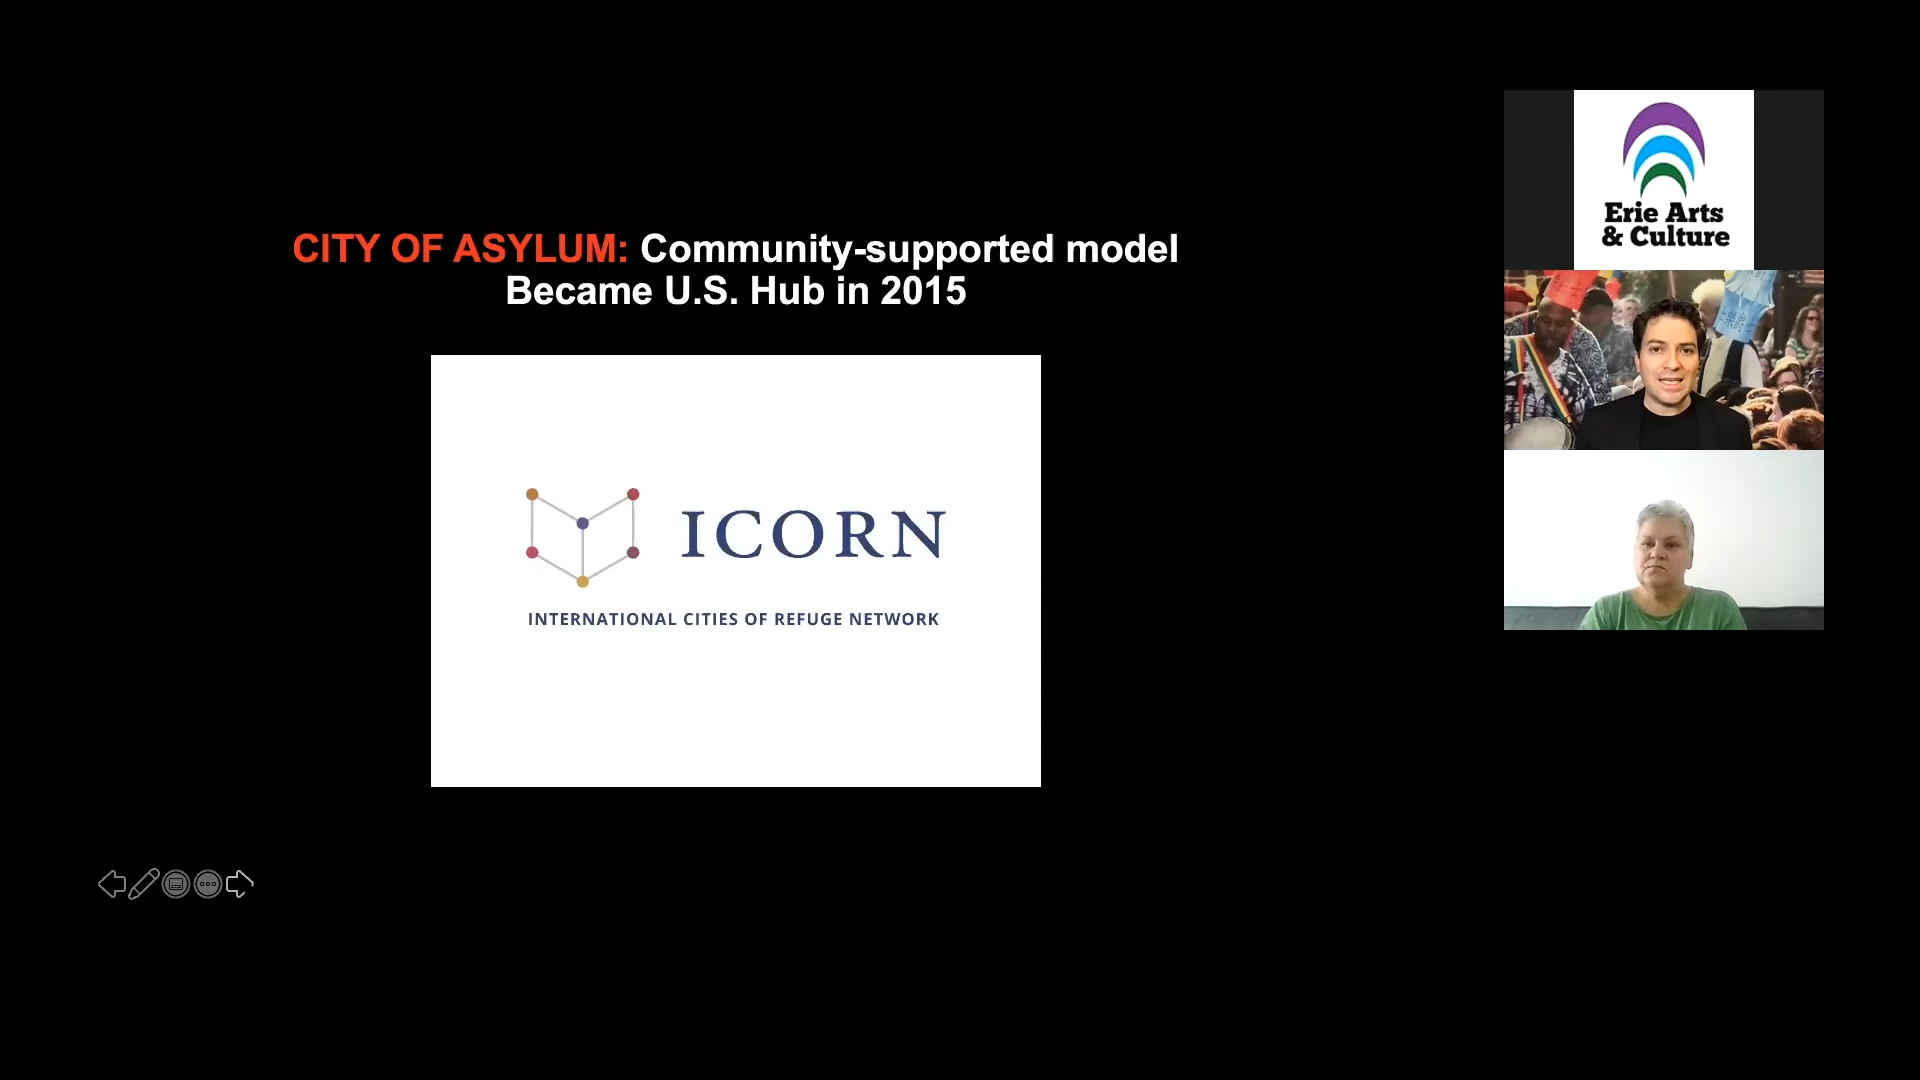 CITY OF ASYLUM: Community-supported model
Became U.S. Hub in 2015
ICORN
INTERNATIONAL CITIES OF REFUGE NETWORK
Erie Arts
& Culture